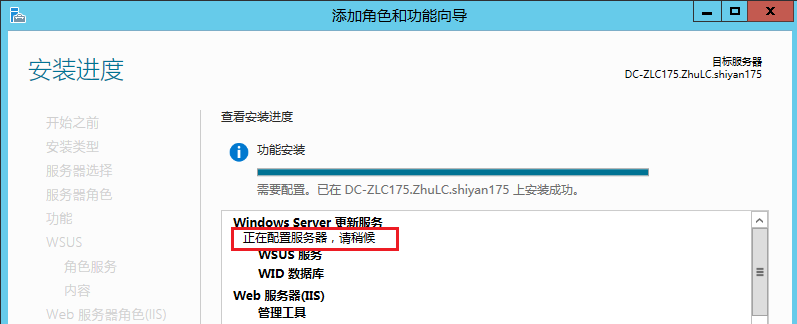 添加角色和功能向导
安装进度
目标服务器
DC-ZLC175.ZhuLC.shiyan175
开始之前
安装类型
服务器选择
服务器角色
功能
WSUS
角色服务
内容
Web 服务器角色(IIS)
查看安装进度
功能安装
需要配置。已在 DC-ZLC175.ZhuLC.shiyan175 上安装成功。
Windows Server 更新服务
正在配置服务器，请稍候
WSUS 服务
WID 数据库
Web 服务器(IIS)
管理工具